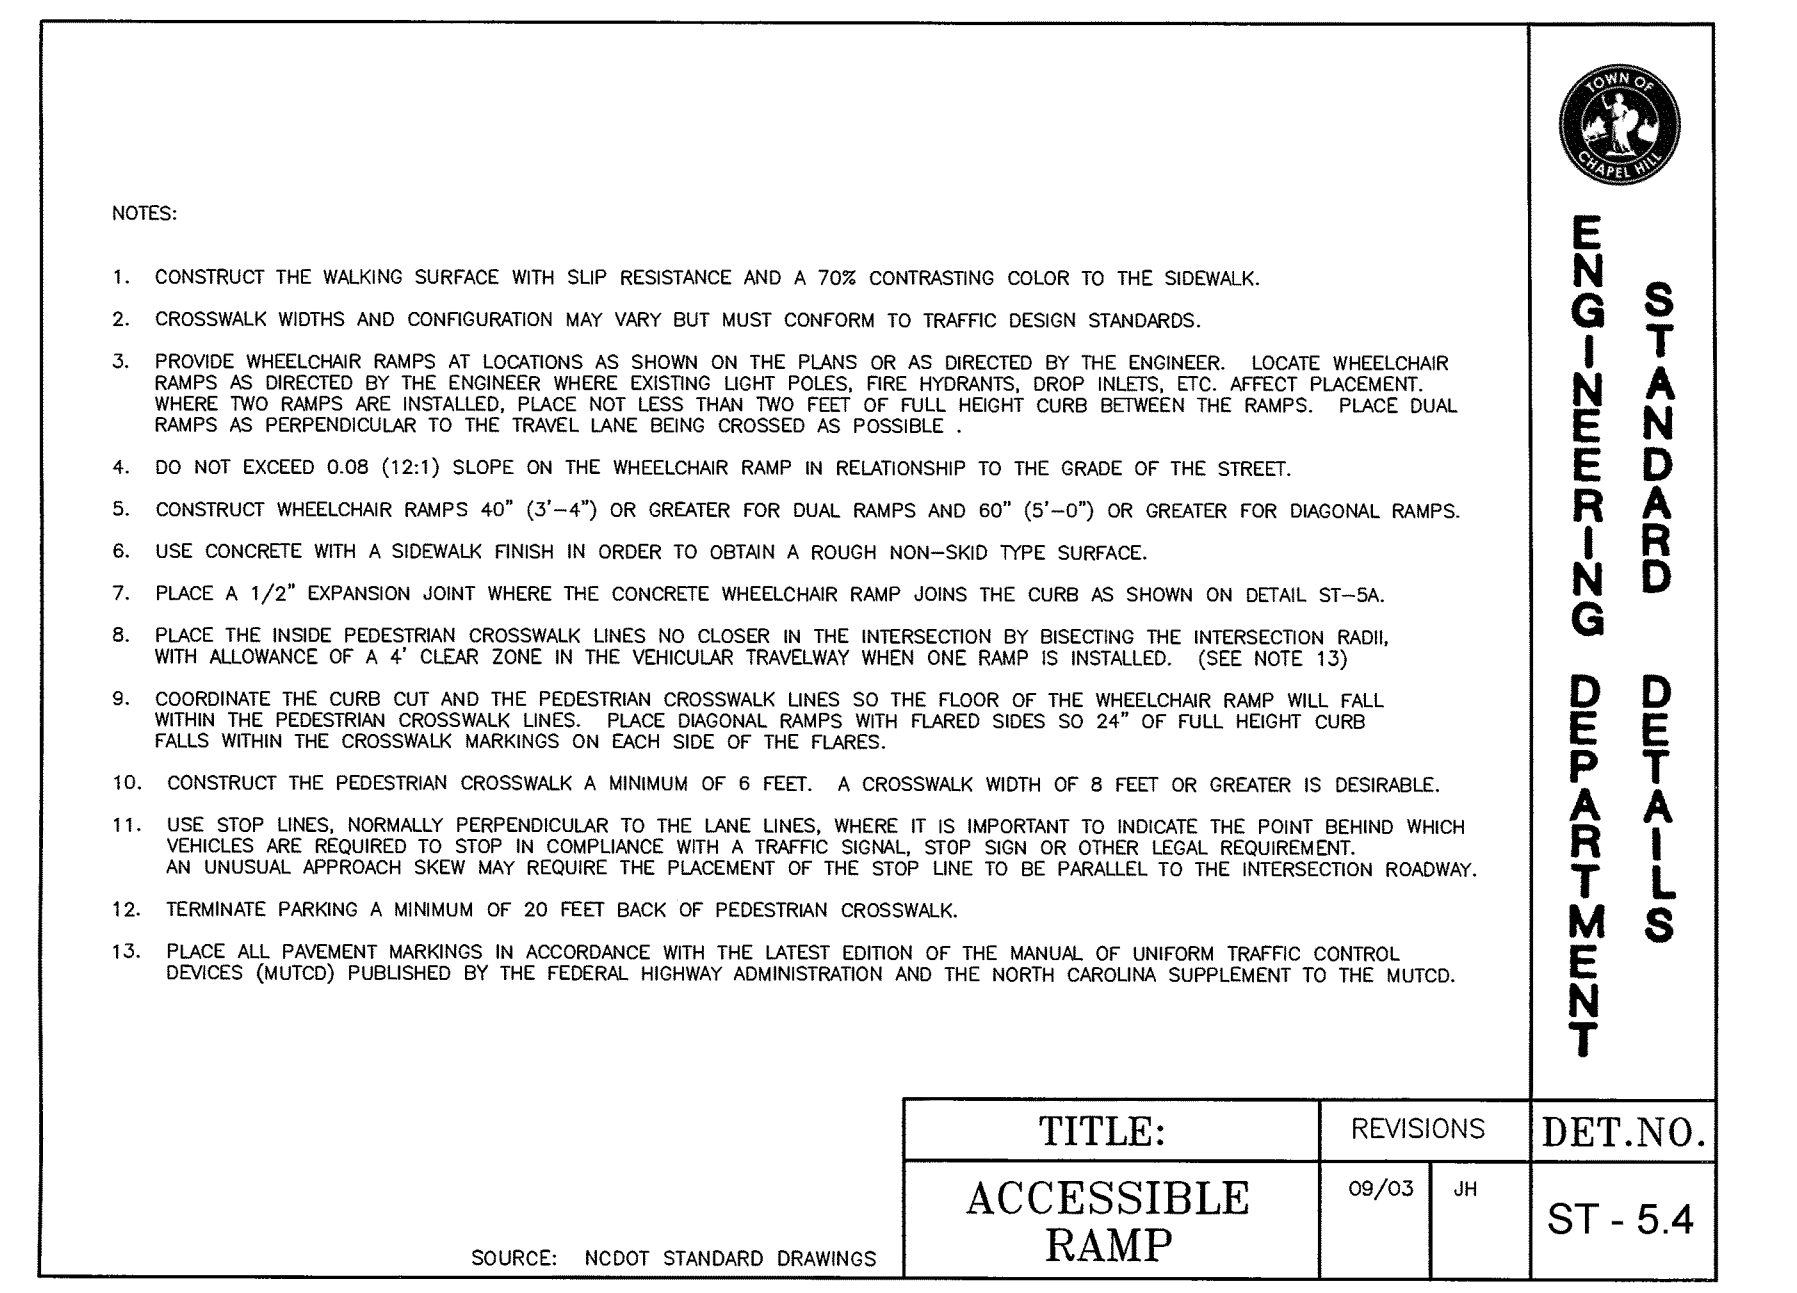 TOWN OF
CHAPEL HILL
NOTES:
1. CONSTRUCT THE WALKING SURFACE WITH SLIP RESISTANCE AND A 70% CONTRASTING COLOR TO THE SIDEWALK.
2. CROSSWALK WIDTHS AND CONFIGURATION MAY VARY BUT MUST CONFORM TO TRAFFIC DESIGN STANDARDS.
3. PROVIDE WHEELCHAIR RAMPS AT LOCATIONS AS SHOWN ON THE PLANS OR AS DIRECTED BY THE ENGINEER. LOCATE WHEELCHAIR
RAMPS AS DIRECTED BY THE ENGINEER WHERE EXISTING LIGHT POLES, FIRE HYDRANTS, DROP INLETS, ETC. AFFECT PLACEMENT.
WHERE TWO RAMPS ARE INSTALLED, PLACE NOT LESS THAN TWO FEET OF FULL HEIGHT CURB BETWEEN THE RAMPS. PLACE DUAL
RAMPS AS PERPENDICULAR TO THE TRAVEL LANE BEING CROSSED AS POSSIBLE .
4. DO NOT EXCEED 0.08 (12:1) SLOPE ON THE WHEELCHAIR RAMP IN RELATIONSHIP TO THE GRADE OF THE STREET.
5. CONSTRUCT WHEELCHAIR RAMPS 40" (3'-4") OR GREATER FOR DUAL RAMPS AND 60" (5'-0") OR GREATER FOR DIAGONAL RAMPS.
6. USE CONCRETE WITH A SIDEWALK FINISH IN ORDER TO OBTAIN A ROUGH NON-SKID TYPE SURFACE.
7. PLACE A 1/2" EXPANSION JOINT WHERE THE CONCRETE WHEELCHAIR RAMP JOINS THE CURB AS SHOWN ON DETAIL ST-5A.
8. PLACE THE INSIDE PEDESTRIAN CROSSWALK LINES NO CLOSER IN THE INTERSECTION BY BISECTING THE INTERSECTION RADII,
WITH ALLOWANCE OF A 4' CLEAR ZONE IN THE VEHICULAR TRAVELWAY WHEN ONE RAMP IS INSTALLED. (SEE NOTE 13)
9. COORDINATE THE CURB CUT AND THE PEDESTRIAN CROSSWALK LINES SO THE FLOOR OF THE WHEELCHAIR RAMP WILL FALL
WITHIN THE PEDESTRIAN CROSSWALK LINES. PLACE DIAGONAL RAMPS WITH FLARED SIDES SO 24" OF FULL HEIGHT CURB
FALLS WITHIN THE CROSSWALK MARKINGS ON EACH SIDE OF THE FLARES.
10. CONSTRUCT THE PEDESTRIAN CROSSWALK A MINIMUM OF 6 FEET. A CROSSWALK WIDTH OF 8 FEET OR GREATER IS DESIRABLE.
11. USE STOP LINES, NORMALLY PERPENDICULAR TO THE LANE LINES, WHERE IT IS IMPORTANT TO INDICATE THE POINT BEHIND WHICH
VEHICLES ARE REQUIRED TO STOP IN COMPLIANCE WITH A TRAFFIC SIGNAL, STOP SIGN OR OTHER LEGAL REQUIREMENT.
AN UNUSUAL APPROACH SKEW MAY REQUIRE THE PLACEMENT OF THE STOP LINE TO BE PARALLEL TO THE INTERSECTION ROADWAY.
12. TERMINATE PARKING A MINIMUM OF 20 FEET BACK OF PEDESTRIAN CROSSWALK.
13. PLACE ALL PAVEMENT MARKINGS IN ACCORDANCE WITH THE LATEST EDITION OF THE MANUAL OF UNIFORM TRAFFIC CONTROL
DEVICES (MUTCD) PUBLISHED BY THE FEDERAL HIGHWAY ADMINISTRATION AND THE NORTH CAROLINA SUPPLEMENT TO THE MUTCD.
ENGINEERING DEPARTMENT
STANDARD DETAILS
TITLE:
REVISIONS
DET.NO.
ACCESSIBLE
RAMP
09/03
JH
ST - 5.4
SOURCE: NCDOT STANDARD DRAWINGS